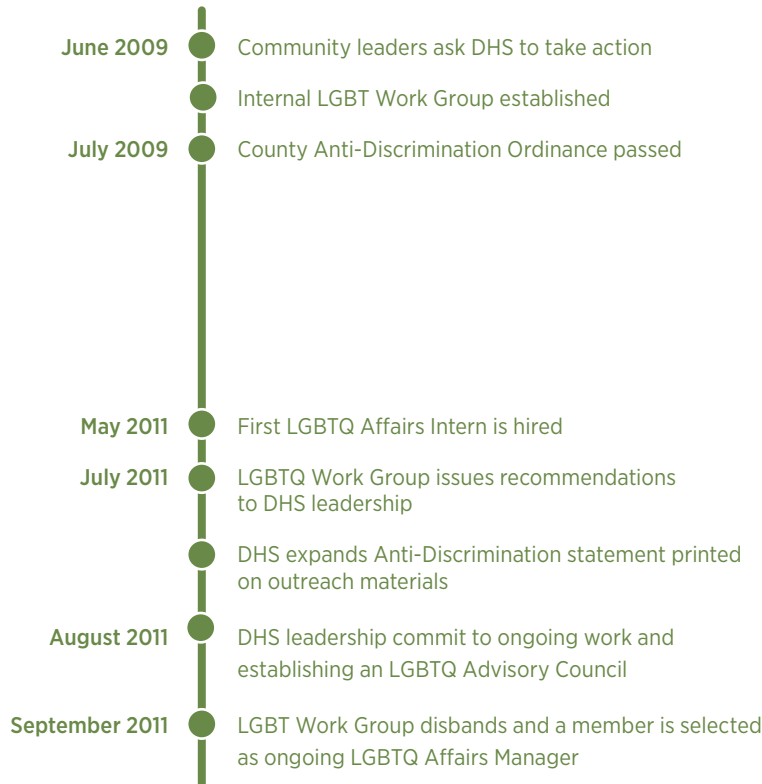 June 2009 Community leaders ask DHS to take action
Internal LGBT Work Group established
July 2009 County Anti-Discrimination Ordinance passed
May 2011 First LGBTQ Affairs Intern is hired
July 2011 LGBTQ Work Group issues recommendations
to DHS leadership
DHS expands Anti-Discrimination statement printed
on outreach materials
August 2011 DHS leadership commit to ongoing work and
establishing an LGBTQ Advisory Council
September 2011 LGBT Work Group disbands and a member is selected
as ongoing LGBTQ Affairs Manager